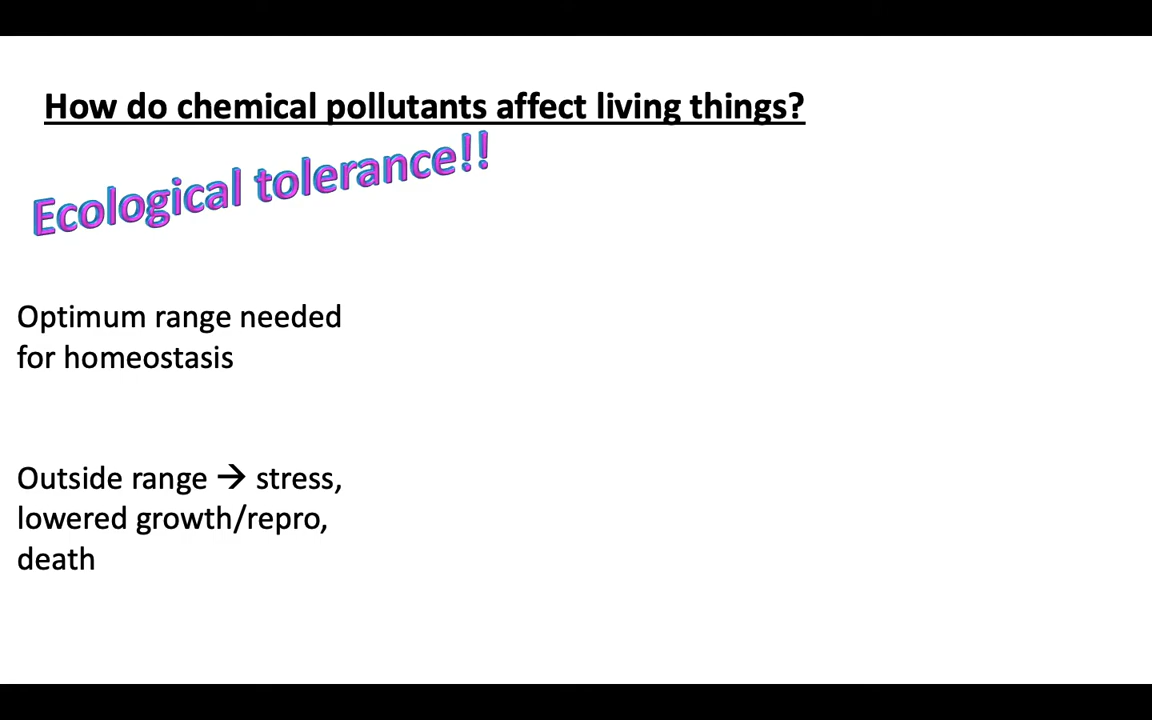 How do chemical pollutants affect living things?
Ecological tolerance!!
Optimum range needed
for homeostasis
Outside range → stress,
lowered growth/repro,
death